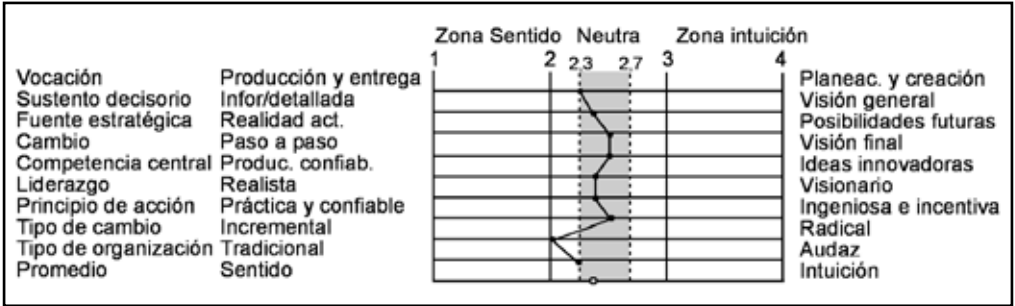 Zona Sentido Neutra Zona intuición
1 2 2.3 2.7 3 4
Vocación Producción y entrega Planeac. y creación
Sustento decisorio Infor/detallada Visión general
Fuente estratégica Realidad act. Posibilidades futuras
Cambio Paso a paso Visión final
Competencia central Produc. confiab. Ideas innovadoras
Liderazgo Realista Visionario
Principio de acción Práctica y confiable Ingeniosa e incentiva
Tipo de cambio Incremental Radical
Tipo de organización Tradicional Audaz
Promedio Sentido Intuición